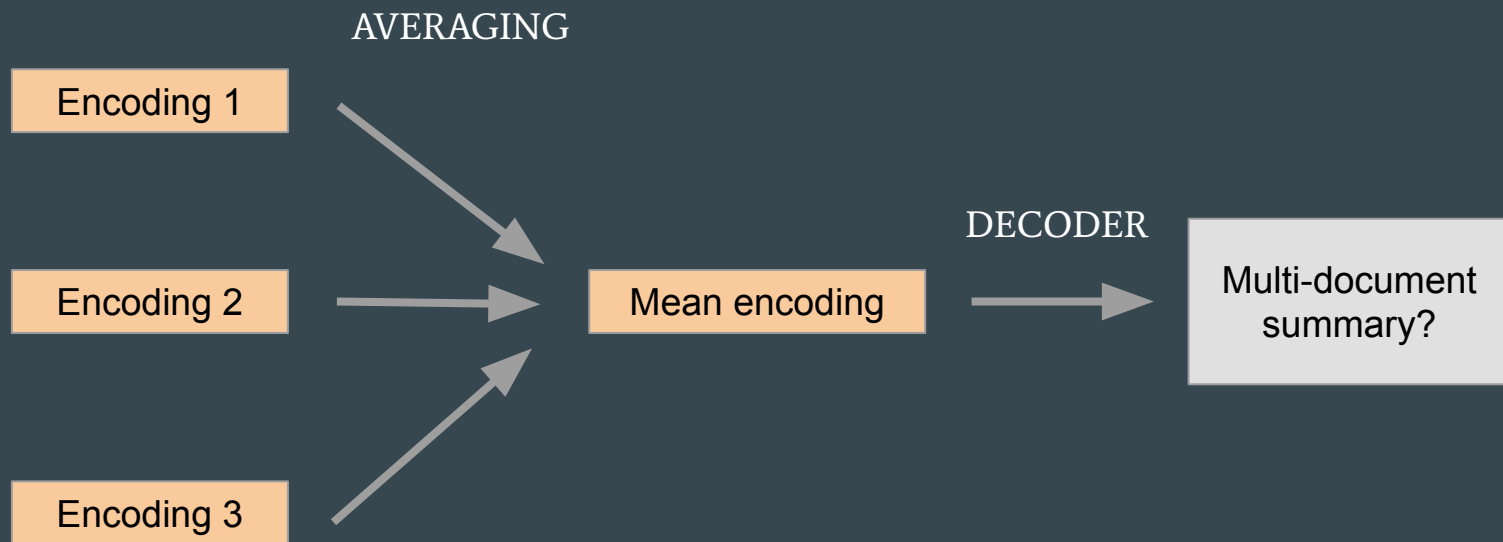 AVERAGING
Encoding 1
Encoding 2
Encoding 3
Mean encoding
DECODER
Multi-document
summary?